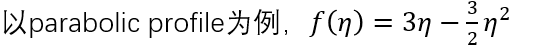 以parabolic profile为例，f(η) = 3η − \frac{3}{2}η²